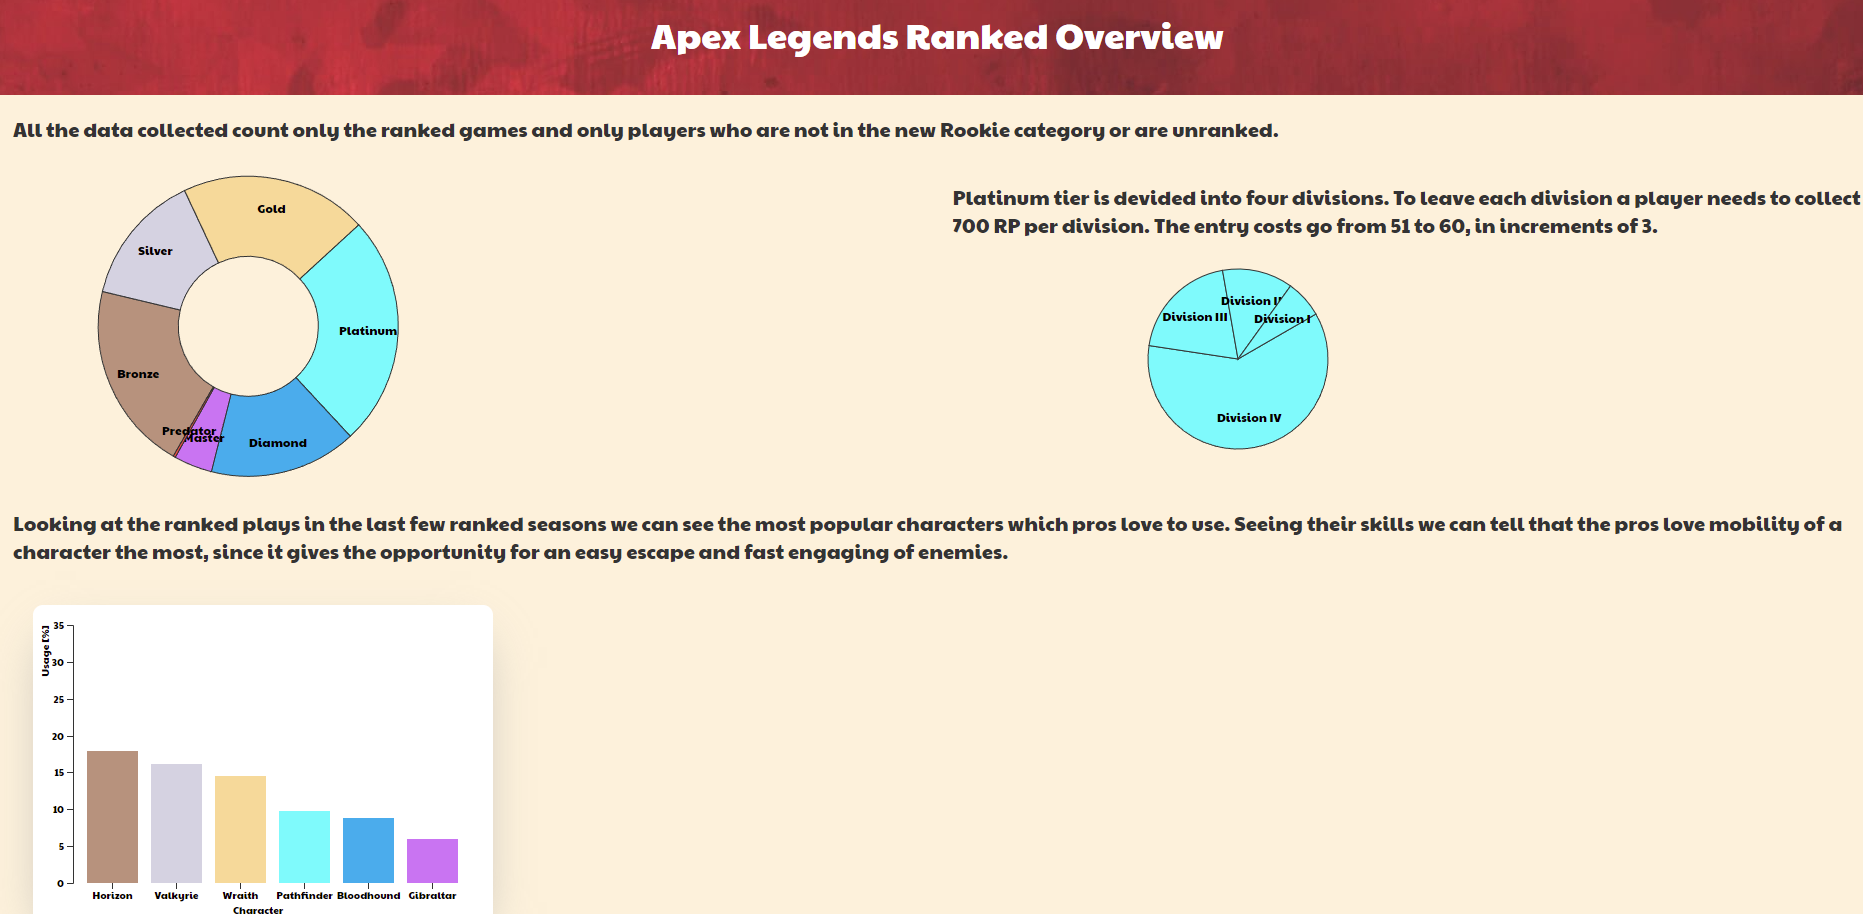 Apex Legends Ranked Overview
All the data collected count only the ranked games and only players who are not in the new Rookie category or are unranked.
Gold
Silver
Platinum
Bronze
Predator
Master
Diamond
Platinum tier is devided into four divisions. To leave each division a player needs to collect
700 RP per division. The entry costs go from 51 to 60, in increments of 3.
Division II
Division III
Division I
Division IV
Looking at the ranked plays in the last few ranked seasons we can see the most popular characters which pros love to use. Seeing their skills we can tell that the pros love mobility of a
character the most, since it gives the opportunity for an easy escape and fast engaging of enemies.
Usage [%]
35
30
25
20
15
10
5
0
Horizon Valkyrie Wraith Pathfinder Bloodhound Gibraltar
Character